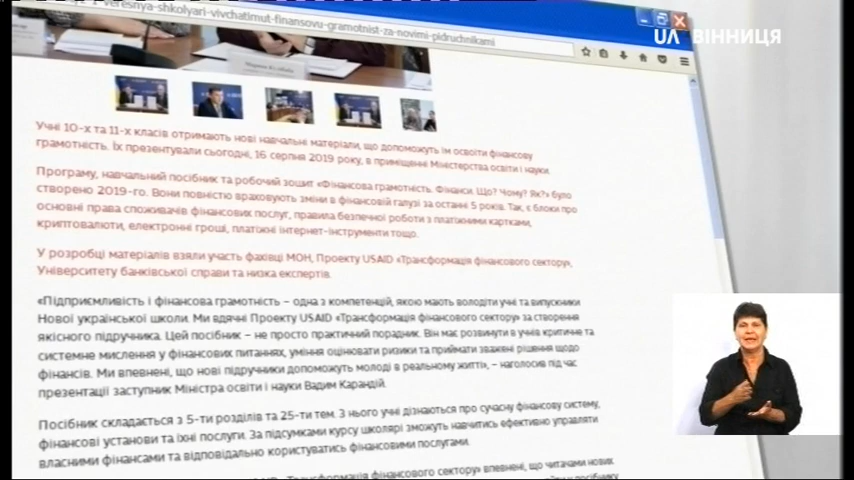 veresnya-shkolyari-vivchatimut-finansovu-gramotnist-za-novimi-pidruchnikami
UA ВІННИЦЯ
Учні 10-х та 11-х класів отримають нові навчальні матеріали, що допоможуть їм освоїти фінансову
грамотність. Їх презентували сьогодні, 16 серпня 2019 року, в приміщенні Міністерства освіти і науки.
Програму, навчальний посібник та робочий зошит «Фінансова грамотність. Фінанси. Що? Чому? Як?» було
створено 2019-го. Вони повністю враховують зміни в фінансовій галузі за останні 5 років. Так, є блоки про
основні права споживачів фінансових послуг, правила безпечної роботи з платіжними картками,
криптовалюти, електронні гроші, платіжні інтернет-інструменти тощо.
У розробці матеріалів взяли участь фахівці МОН, Проекту USAID «Трансформація фінансового сектору»,
Університету банківської справи та низка експертів.
«Підприємливість і фінансова грамотність – одна з компетенцій, якою мають володіти учні та випускники
Нової української школи. Ми вдячні Проекту USAID «Трансформація фінансового сектору» за створення
якісного підручника. Цей посібник – не просто практичний порадник. Він має розвинути в учнів критичне та
системне мислення у фінансових питаннях, уміння оцінювати ризики та приймати зважені рішення щодо
фінансів. Ми впевнені, що нові підручники допоможуть молоді в реальному житті», – наголосив під час
презентації заступник Міністра освіти і науки Вадим Карандій.
Посібник складається з 5-ти розділів та 25-ти тем. З нього учні дізнаються про сучасну фінансову систему,
фінансові установи та їхні послуги. За підсумками курсу школярі зможуть навчитись ефективно управляти
власними фінансами та відповідально користуватись фінансовими послугами.
«Трансформація фінансового сектору» впевнені, що читачами нових